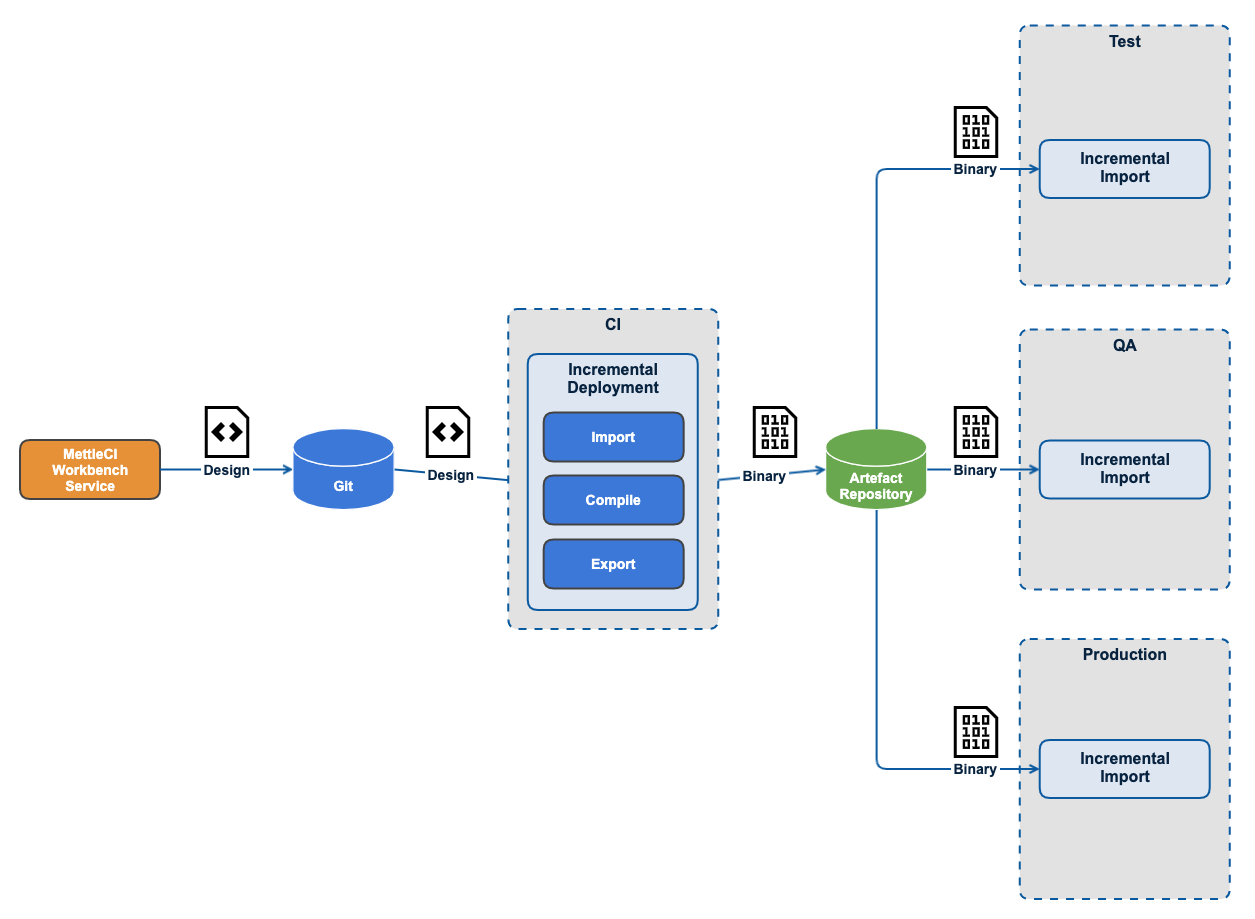 MettleCI
Workbench
Service
Design
Git
Design
CI
Incremental
Deployment
Import
Compile
Export
010
101
010
Binary
Artefact
Repository
010
101
010
Binary
Test
Incremental
Import
010
101
010
Binary
QA
Incremental
Import
010
101
010
Binary
Production
Incremental
Import